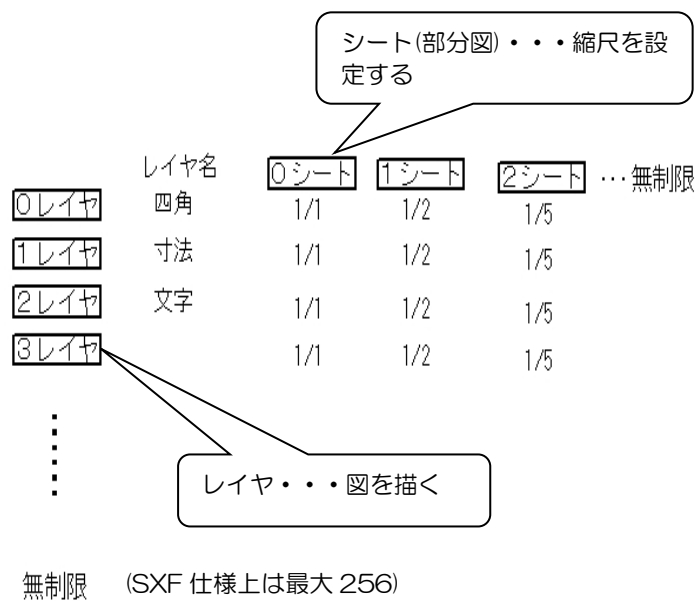 シート(部分図)・・・縮尺を設
定する
レイヤ名 0シート 1シート 2シート …無制限
0レイヤ 四角 1/1 1/2 1/5
1レイヤ 寸法 1/1 1/2 1/5
2レイヤ 文字 1/1 1/2 1/5
3レイヤ 1/1 1/2 1/5
レイヤ・・・図を描く
無制限 (SXF 仕様上は最大 256)